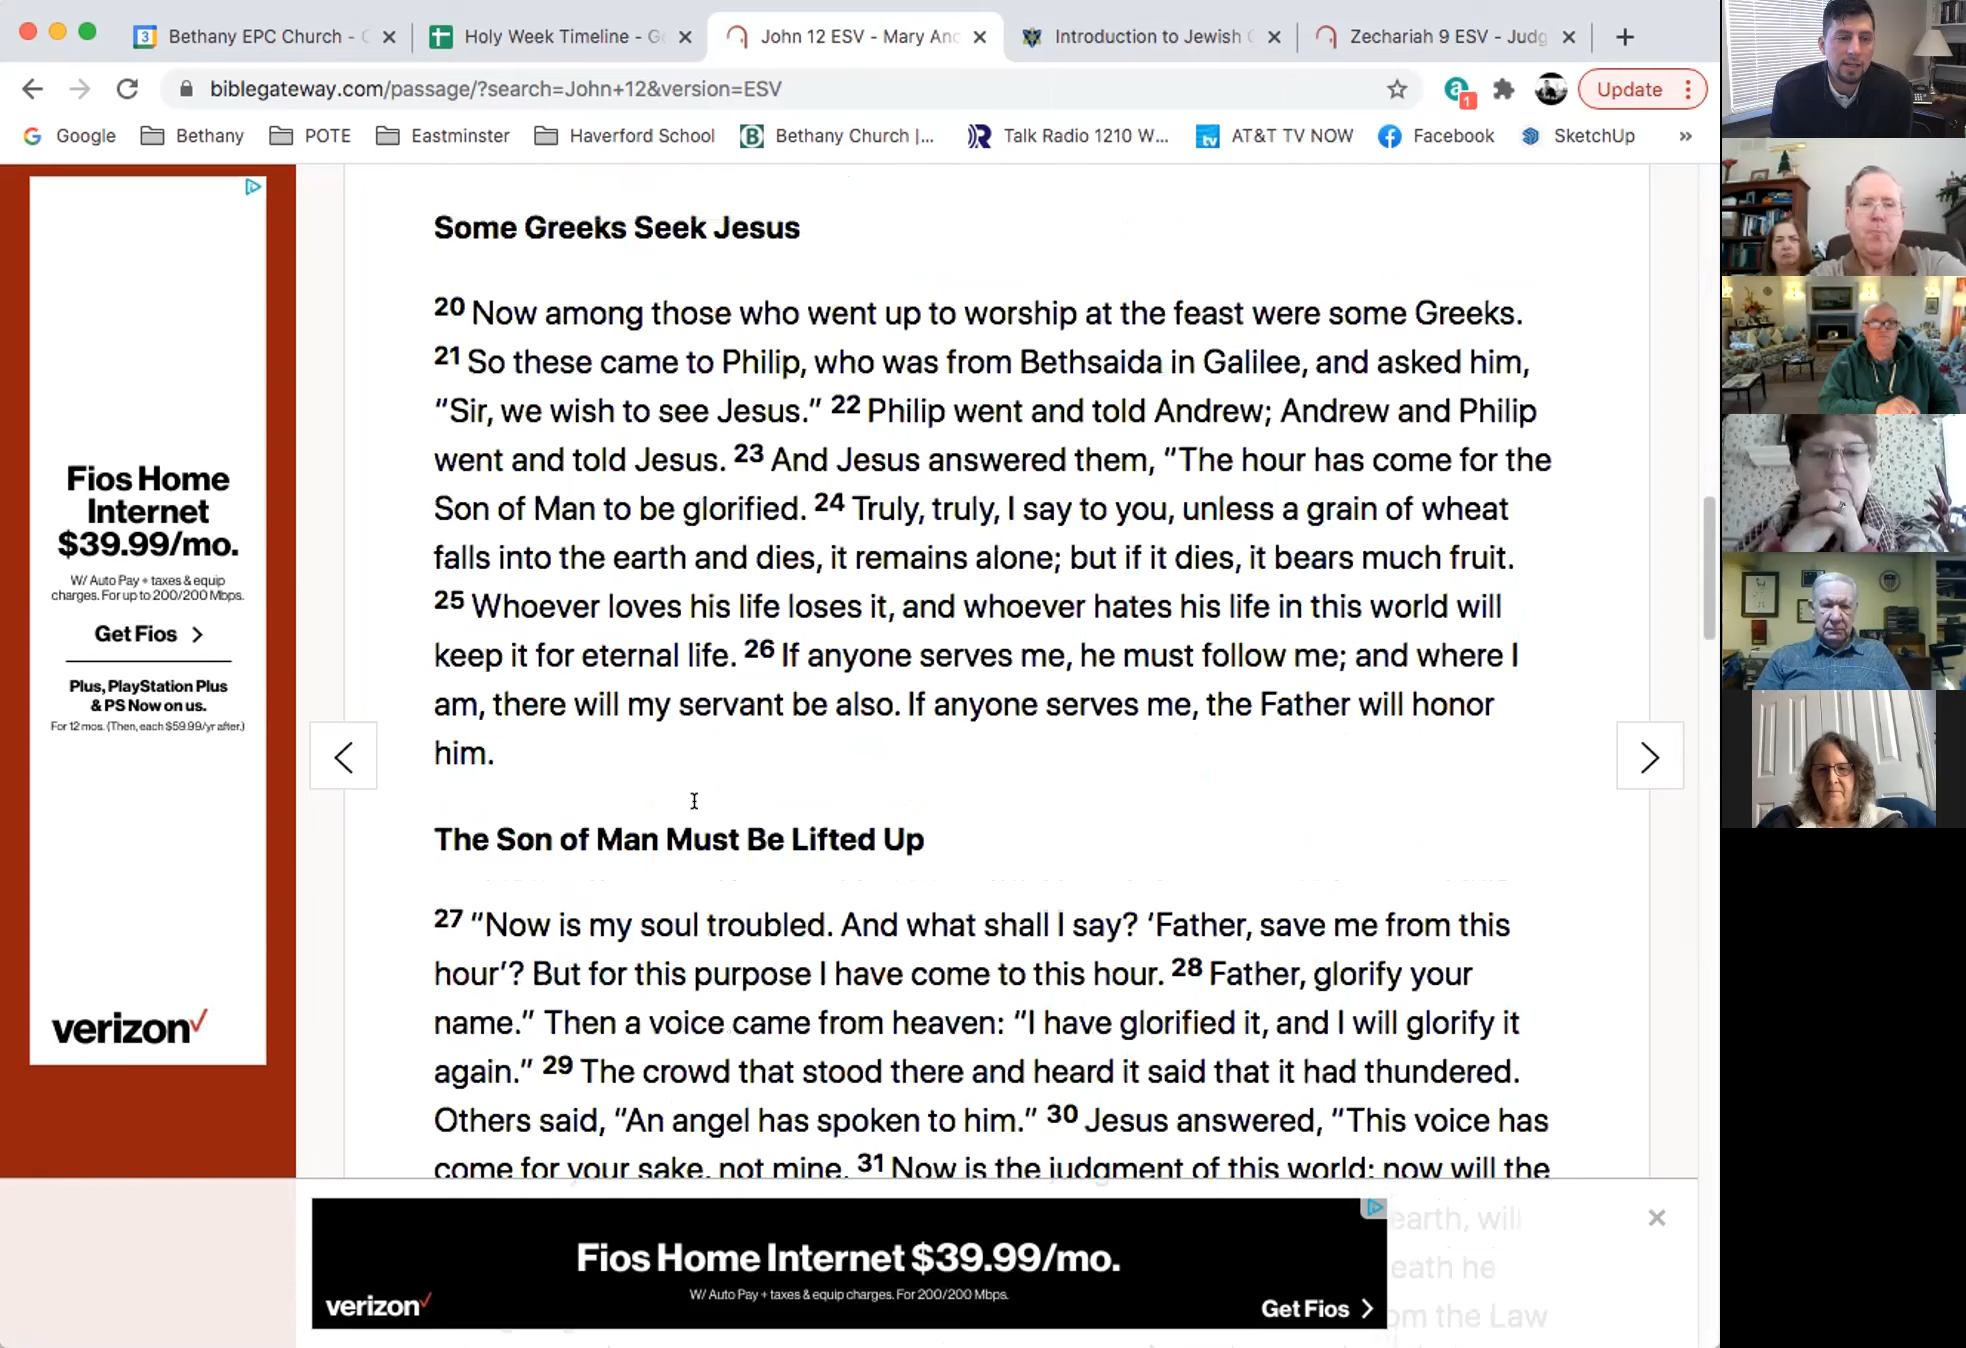 3 Bethany EPC Church - Holy Week Timeline - G John 12 ESV - Mary An Introduction to Jewish Zechariah 9 ESV - Judg
biblegateway.com/passage/?search=John+12&version=ESV
a 1 Update
G Google Bethany POTE Eastminster Haverford School B Bethany Church |... Talk Radio 1210 W... tv AT&T TV NOW Facebook SketchUp »
Fios Home
Internet
$39.99/mo.
W/ Auto Pay + taxes & equip
charges. For up to 200/200 Mbps.
Get Fios >
Plus, PlayStation Plus
& PS Now on us.
For 12 mos. (Then, each $59.99/yr after.)
verizon✓
Some Greeks Seek Jesus
20 Now among those who went up to worship at the feast were some Greeks.
21 So these came to Philip, who was from Bethsaida in Galilee, and asked him,
"Sir, we wish to see Jesus." 22 Philip went and told Andrew; Andrew and Philip
went and told Jesus. 23 And Jesus answered them, "The hour has come for the
Son of Man to be glorified. 24 Truly, truly, I say to you, unless a grain of wheat
falls into the earth and dies, it remains alone; but if it dies, it bears much fruit.
25 Whoever loves his life loses it, and whoever hates his life in this world will
keep it for eternal life. 26 If anyone serves me, he must follow me; and where I
am, there will my servant be also. If anyone serves me, the Father will honor
him.
The Son of Man Must Be Lifted Up
27 "Now is my soul troubled. And what shall I say? 'Father, save me from this
hour'? But for this purpose I have come to this hour. 28 Father, glorify your
name." Then a voice came from heaven: "I have glorified it, and I will glorify it
again." 29 The crowd that stood there and heard it said that it had thundered.
Others said, "An angel has spoken to him." 30 Jesus answered, "This voice has
come for your sake, not mine. 31 Now is the judgment of this world; now will the
earth, will
eath he
om the Law
Fios Home Internet $39.99/mo.
W/ Auto Pay + taxes & equip charges. For 200/200 Mbps.
verizon✓
Get Fios >